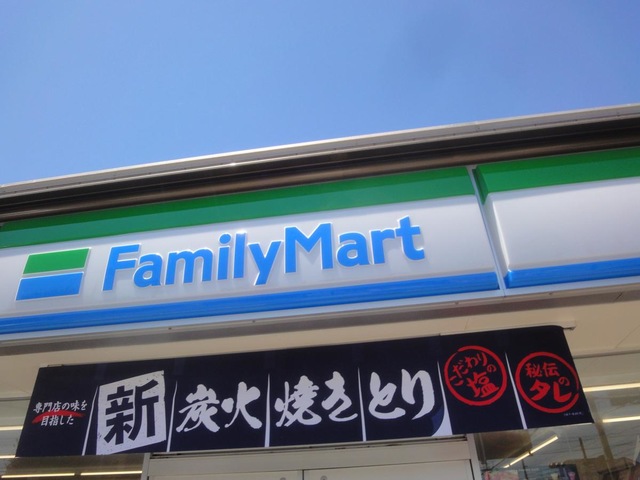 FamilyMart
専門店の味を
目指した
新 炭火焼きとり
こだわりの
塩
秘伝の
タレ